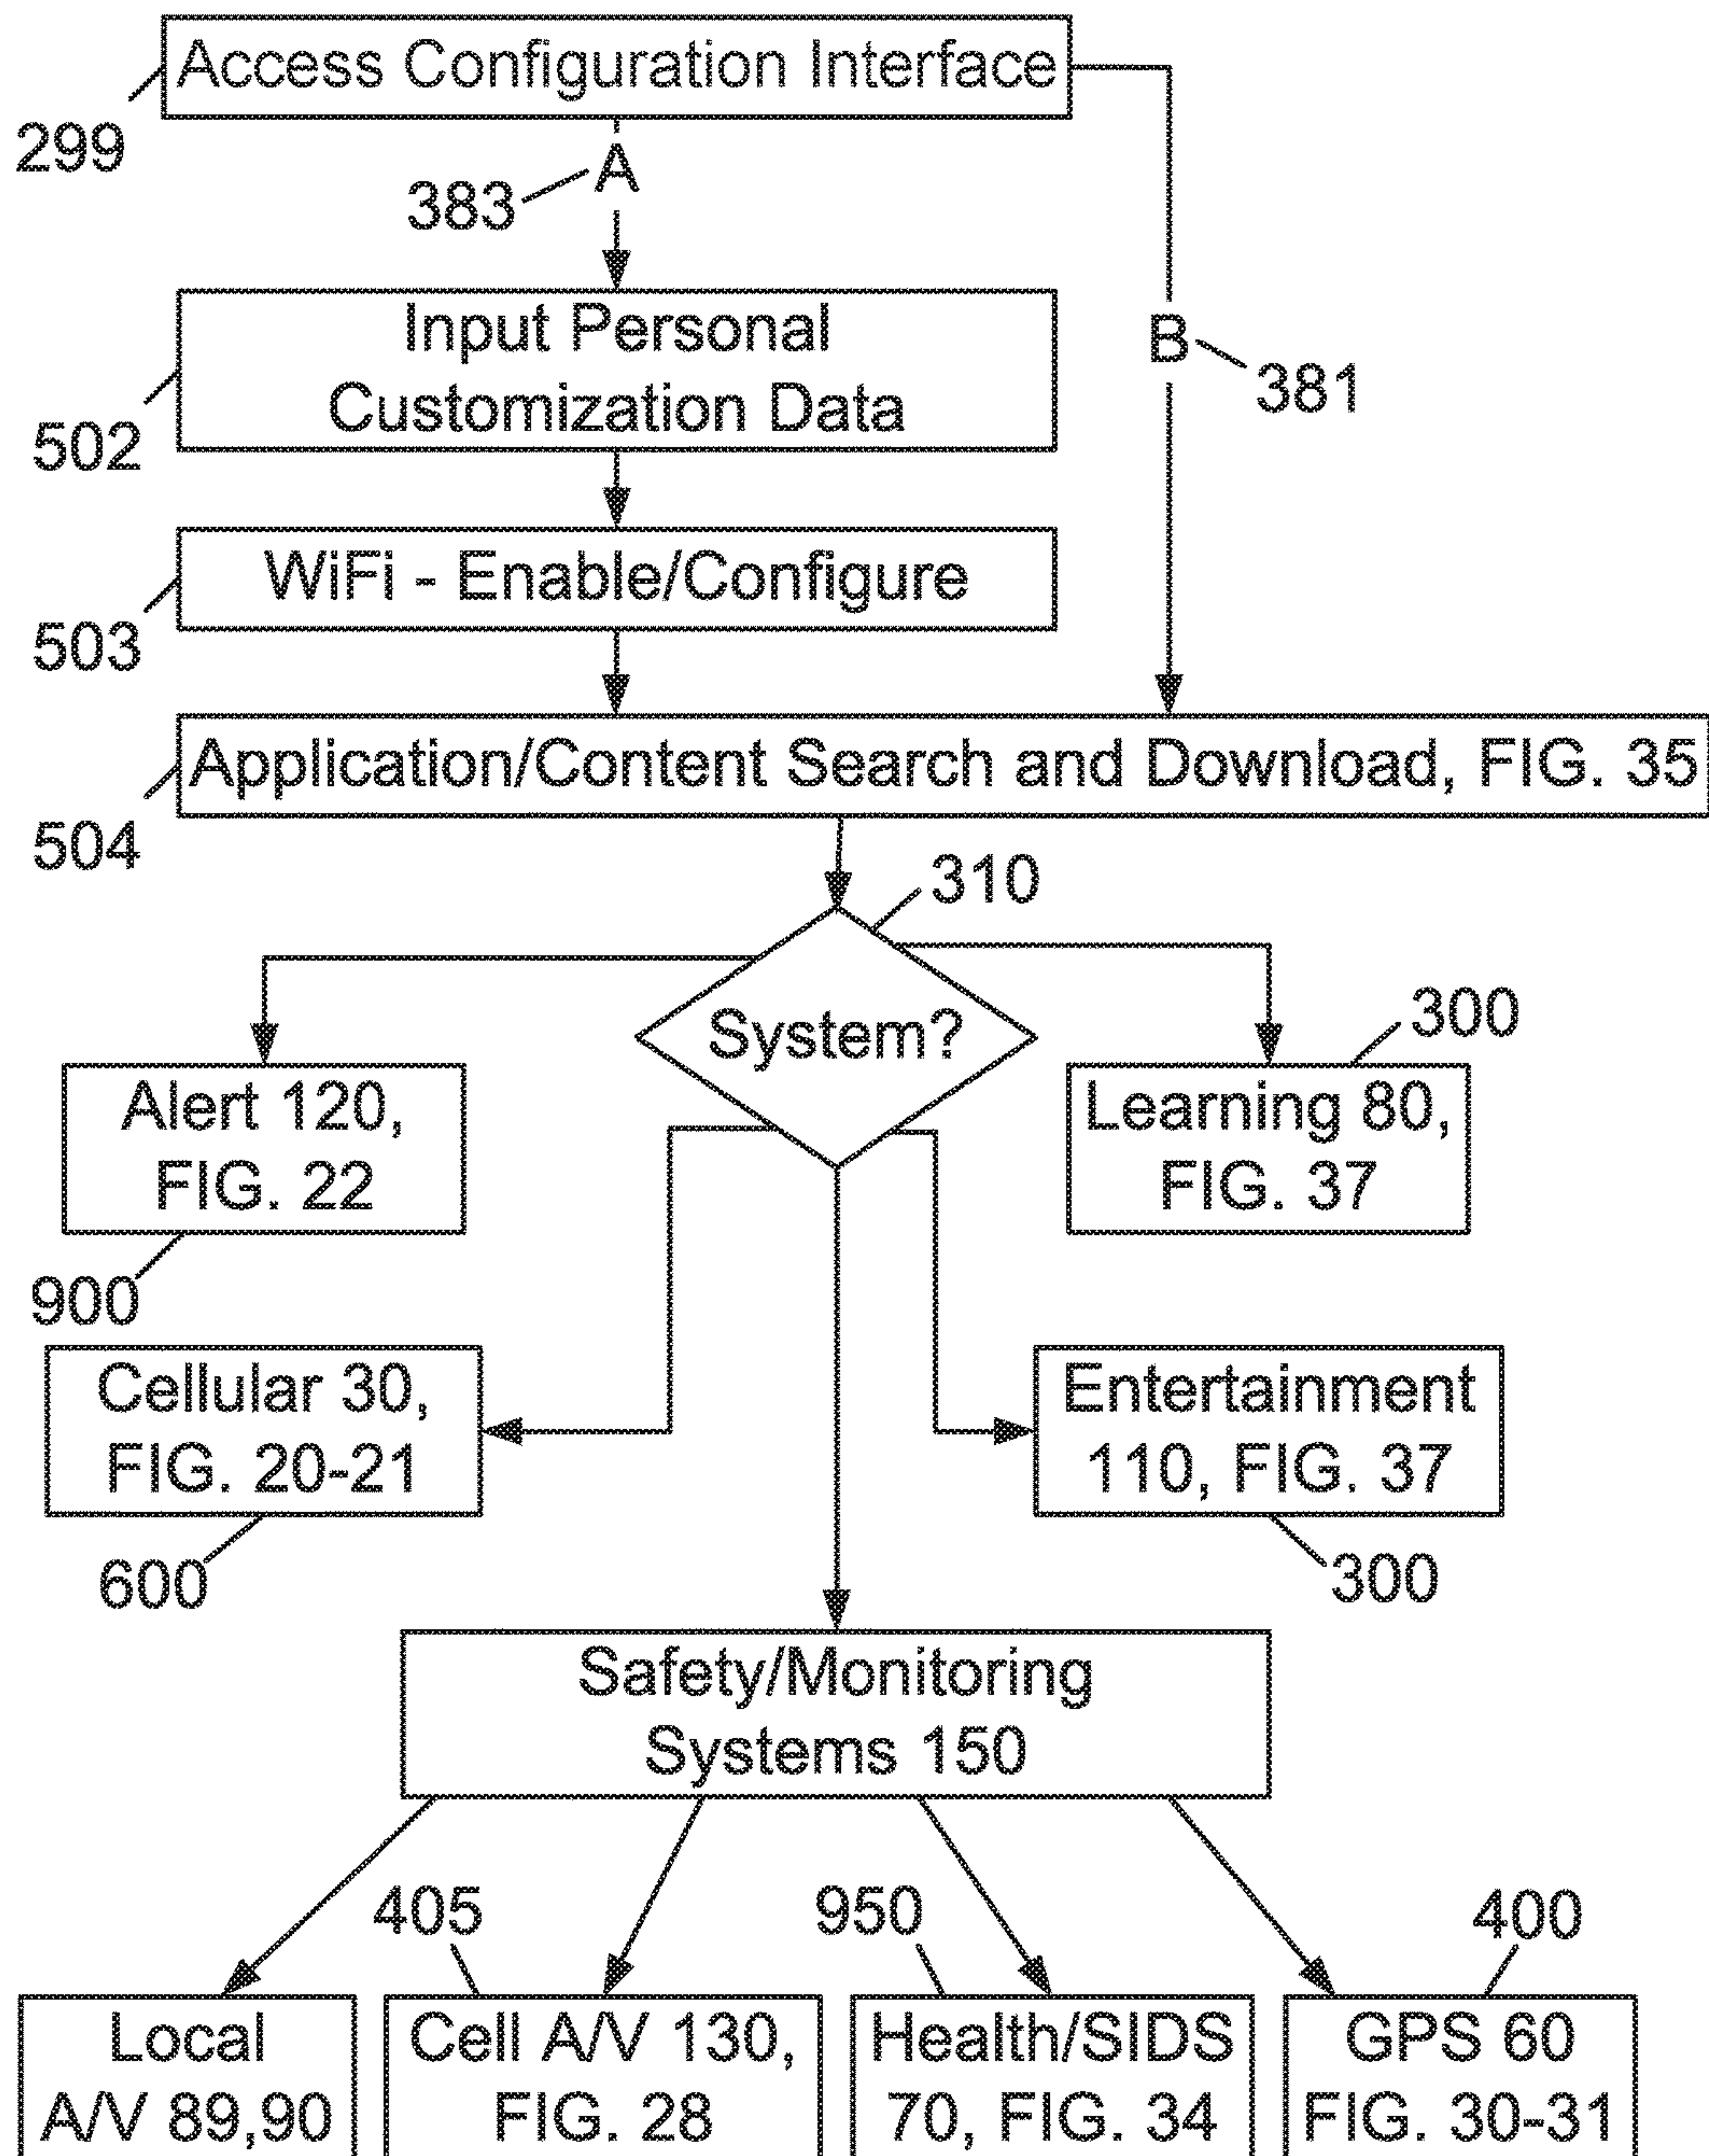 Access Configuration Interface
299
A
383
Input Personal
Customization Data
B
381
502
WiFi - Enable/Configure
503
Application/Content Search and Download, FIG. 35
504
310
System?
300
Alert 120,
FIG. 22
Learning 80,
FIG. 37
900
Cellular 30,
FIG. 20-21
Entertainment
110, FIG. 37
600
300
Safety/Monitoring
Systems 150
405
950
400
Local
A/V 89,90
Cell A/V 130,
FIG. 28
Health/SIDS
70, FIG. 34
GPS 60
FIG. 30-31